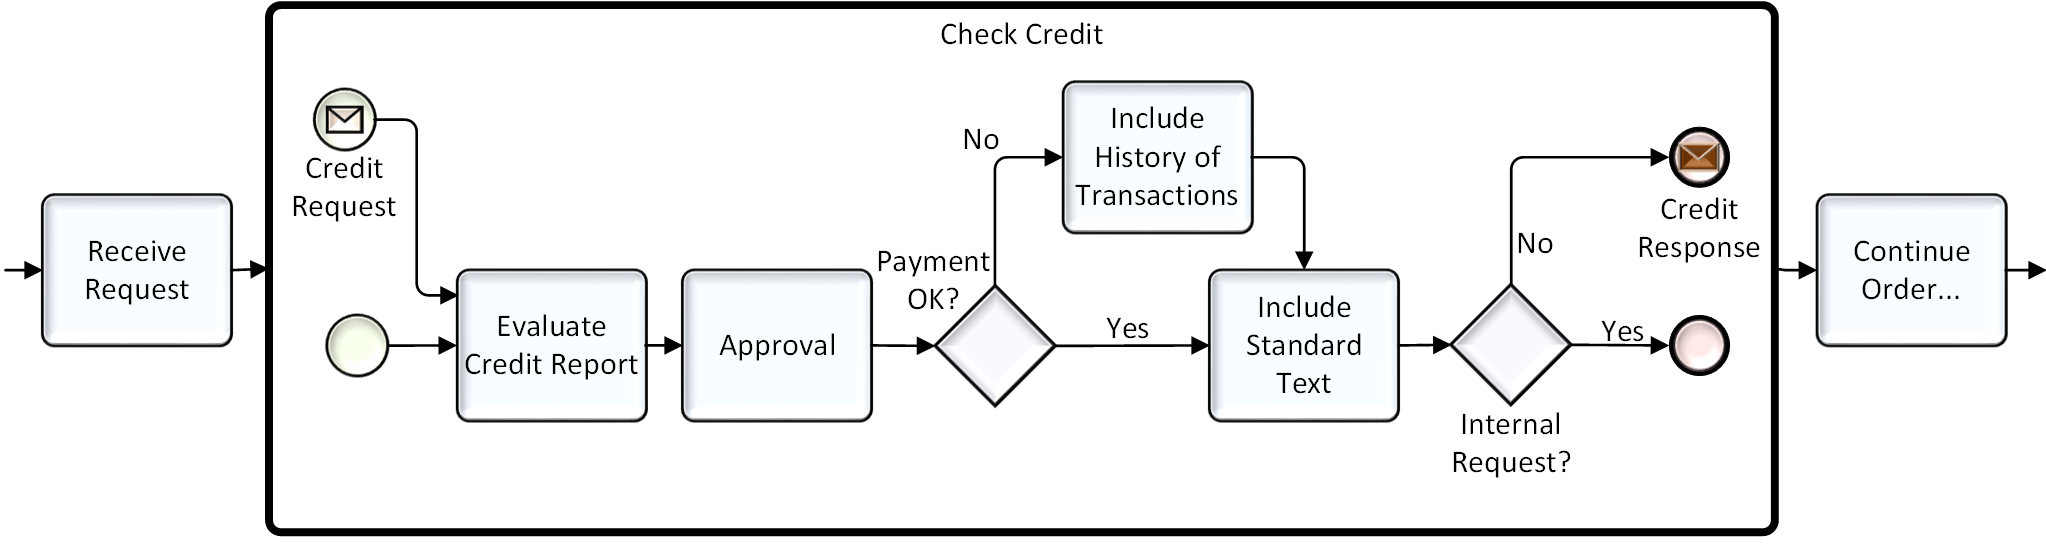 Check Credit
Receive
Request
Credit
Request
Evaluate
Credit Report
Approval
Payment
OK?
No
Include
History of
Transactions
Yes
Include
Standard
Text
Internal
Request?
No
Yes
Credit
Response
Continue
Order...